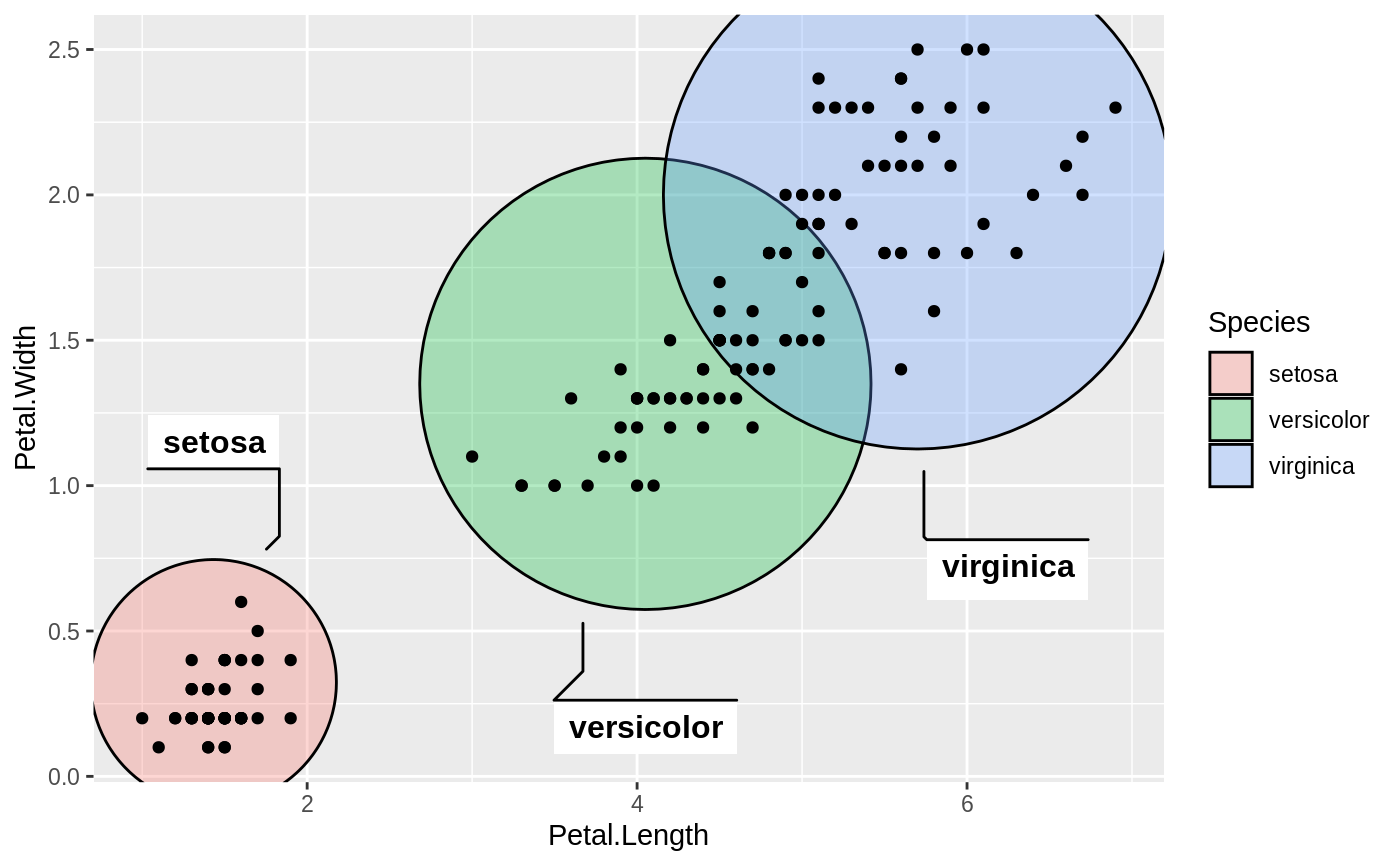 2.5
2.0
1.5
1.0
0.5
0.0
Petal.Width
setosa
versicolor
virginica
2
4
6
Petal.Length
Species
setosa
versicolor
virginica